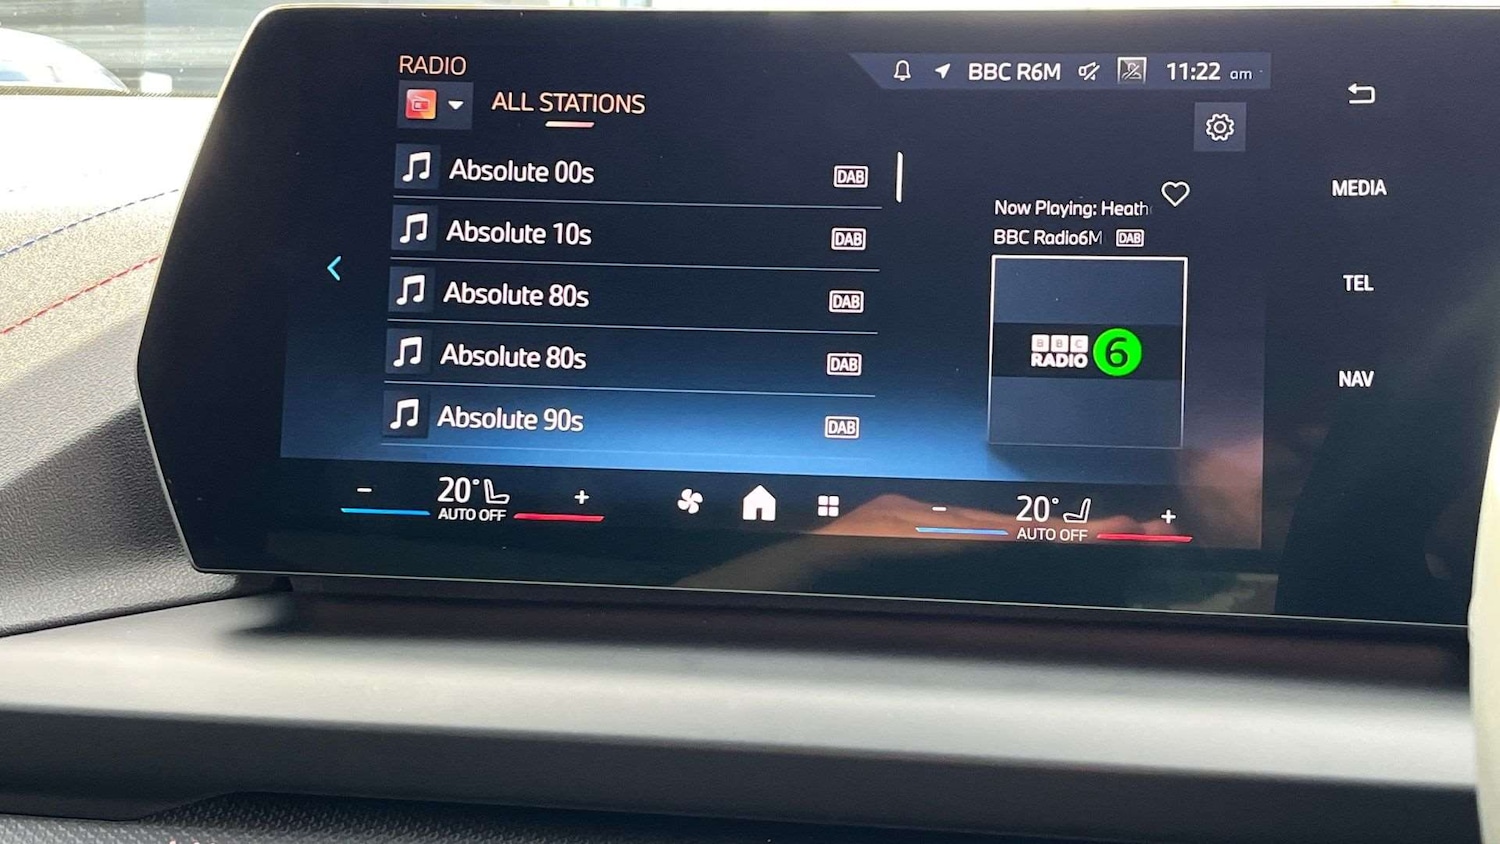 RADIO
ALL STATIONS
BBC R6M 11:22 am
Absolute 00s DAB
Absolute 10s DAB
Absolute 80s DAB
Absolute 80s DAB
Absolute 90s DAB
Now Playing: Heath
BBC Radio6M DAB
BBC
RADIO 6
MEDIA
TEL
NAV
- 20° +
AUTO OFF
- 20° +
AUTO OFF